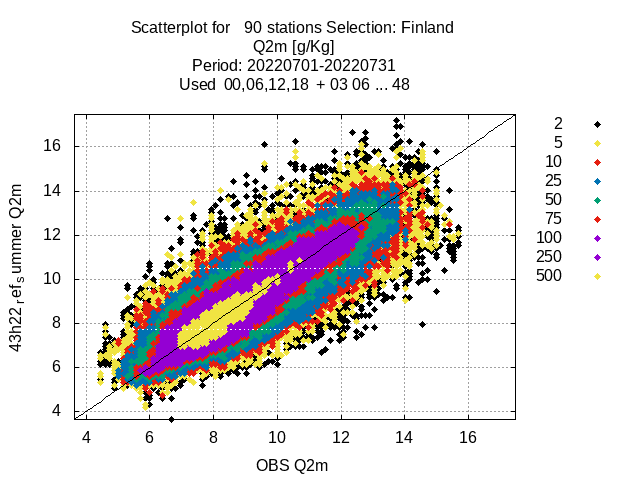 Scatterplot for 90 stations Selection: Finland
Q2m [g/Kg]
Period: 20220701-20220731
Used 00,06,12,18 + 03 06 ... 48
2
5
10
25
50
75
100
250
500
16
14
12
10
8
6
4
43h22refsummer Q2m
4 6 8 10 12 14 16
OBS Q2m